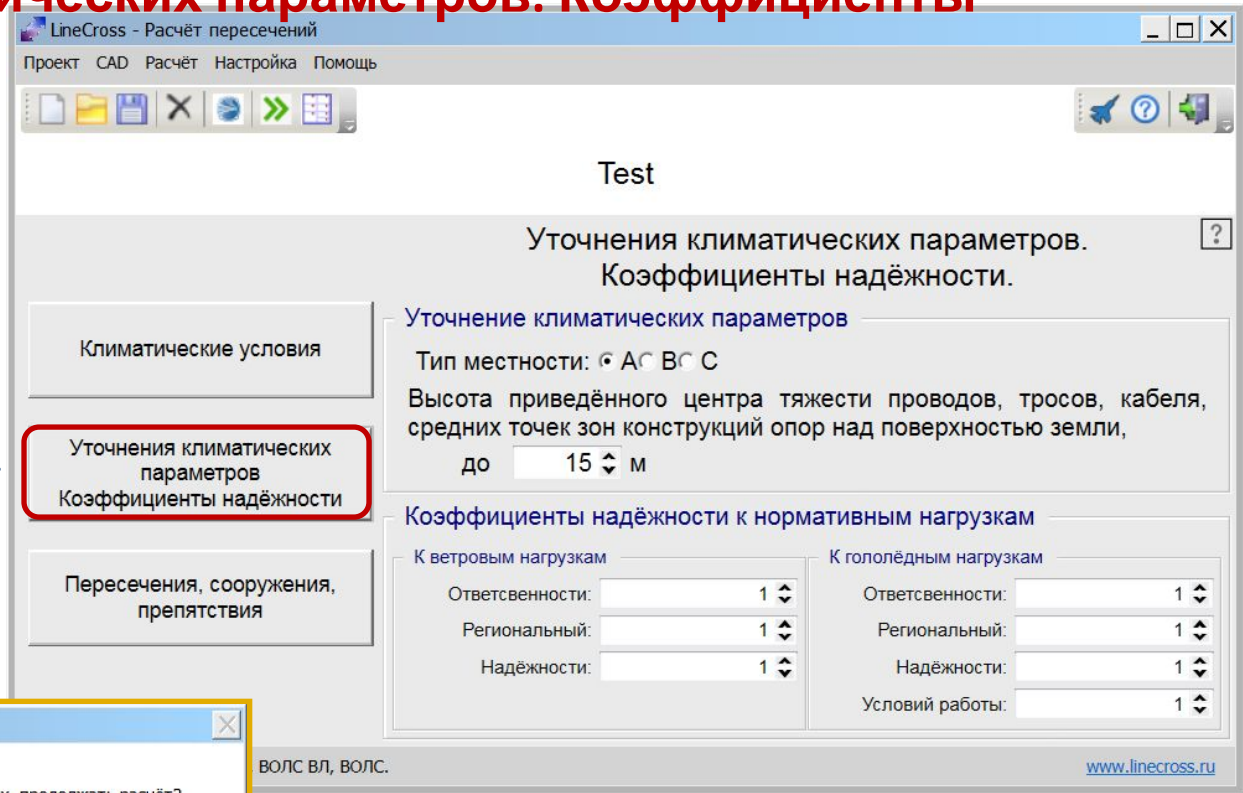 ических параметров. Коэффициенты
LineCross - Расчёт пересечений
Проект CAD Расчёт Настройка Помощь
Test
Уточнения климатических параметров.
Коэффициенты надёжности.
Климатические условия
Уточнения климатических
параметров
Коэффициенты надёжности
Пересечения, сооружения,
препятствия
Уточнение климатических параметров
Тип местности: A B C
Высота приведённого центра тяжести проводов, тросов, кабеля,
средних точек зон конструкций опор над поверхностью земли,
до 15 м
Коэффициенты надёжности к нормативным нагрузкам
К ветровым нагрузкам
Ответсвенности: 1
Региональный: 1
Надёжности: 1
К гололёдным нагрузкам
Ответсвенности: 1
Региональный: 1
Надёжности: 1
Условий работы: 1
ВОЛС ВЛ, ВОЛС.
www.linecross.ru